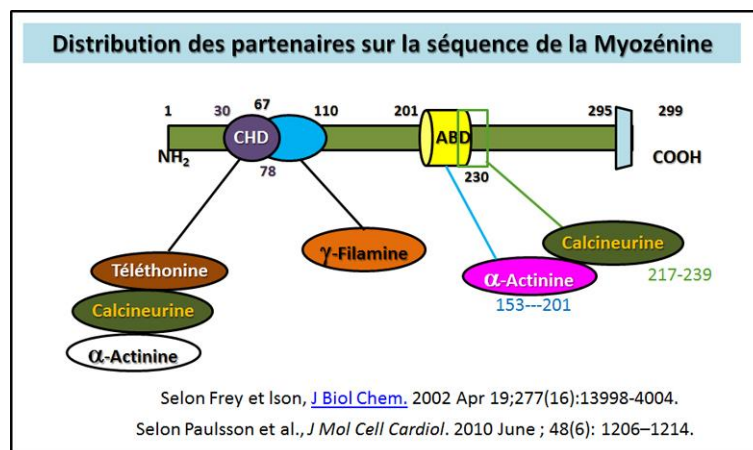 Distribution des partenaires sur la séquence de la Myozénine
1 30 67 110 201 295 299
CHD ABD
NH2 78 230 COOH
Téléthonine
Calcineurine
α-Actinine
γ-Filamine
Calcineurine
α-Actinine
217-239
153---201
Selon Frey et lson, J Biol Chem. 2002 Apr 19;277(16):13998-4004.
Selon Paulsson et al., J Mol Cell Cardiol. 2010 June ; 48(6): 1206–1214.